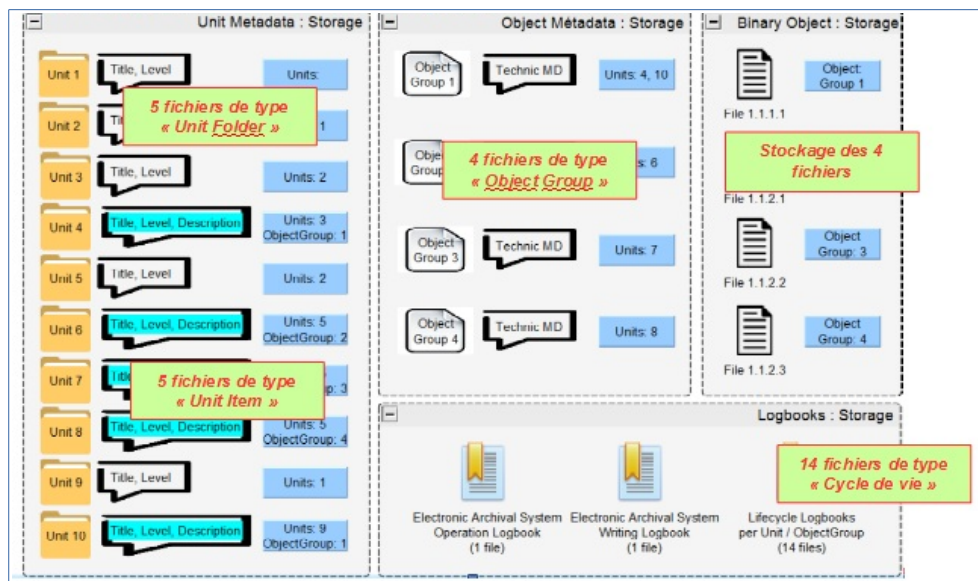 Unit Metadata : Storage
Unit 1
Title, Level
Units:
5 fichiers de type
« Unit Folder »
Unit 2
1
Unit 3
Title, Level
Units: 2
Unit 4
Title, Level, Description
Units: 3
ObjectGroup: 1
Unit 5
Title, Level
Units: 2
Unit 6
Title, Level, Description
Units: 5
ObjectGroup: 2
Unit 7
5 fichiers de type
« Unit Item »
Unit 8
Title, Level, Description
Units: 5
ObjectGroup: 4
Unit 9
Title, Level
Units: 1
Unit 10
Title, Level, Description
Units: 9
ObjectGroup: 1
Object Métadata : Storage
Object
Group 1
Technic MD
Units: 4, 10
4 fichiers de type
« Object Group »
Object
Group 3
Technic MD
Units: 7
Object
Group 4
Technic MD
Units: 8
Binary Object : Storage
Object:
Group 1
File 1.1.1.1
Stockage des 4
fichiers
File 1.1.2.1
Object
Group: 3
File 1.1.2.2
Object
Group: 4
File 1.1.2.3
Logbooks : Storage
14 fichiers de type
« Cycle de vie »
Electronic Archival System
Operation Logbook
(1 file)
Electronic Archival System
Writing Logbook
(1 file)
Lifecycle Logbooks
per Unit / ObjectGroup
(14 files)